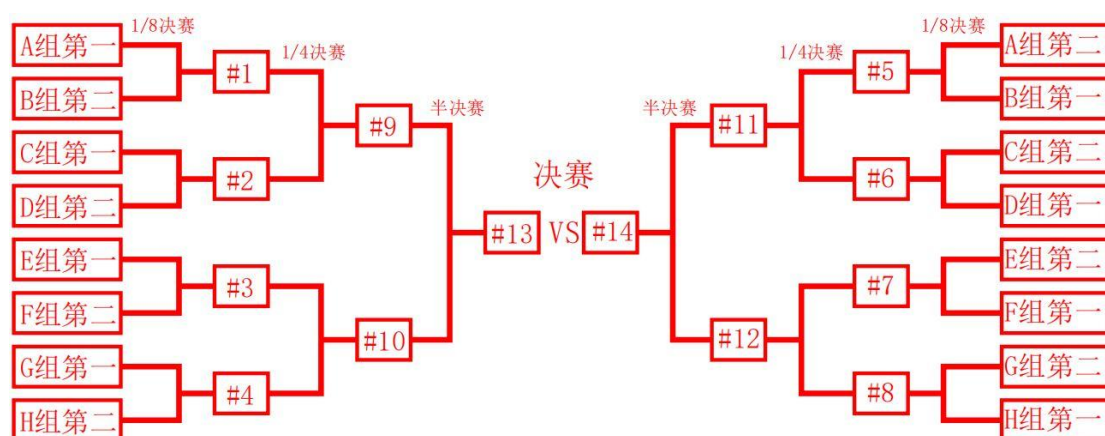 1/8决赛
A组第一
B组第二
C组第一
D组第二
E组第一
F组第二
G组第一
H组第二
1/4决赛
#1
#2
#3
#4
半决赛
#9
#10
决赛
#13 VS #14
半决赛
#11
#12
1/4决赛
#5
#6
#7
#8
1/8决赛
A组第二
B组第一
C组第二
D组第一
E组第二
F组第一
G组第二
H组第一